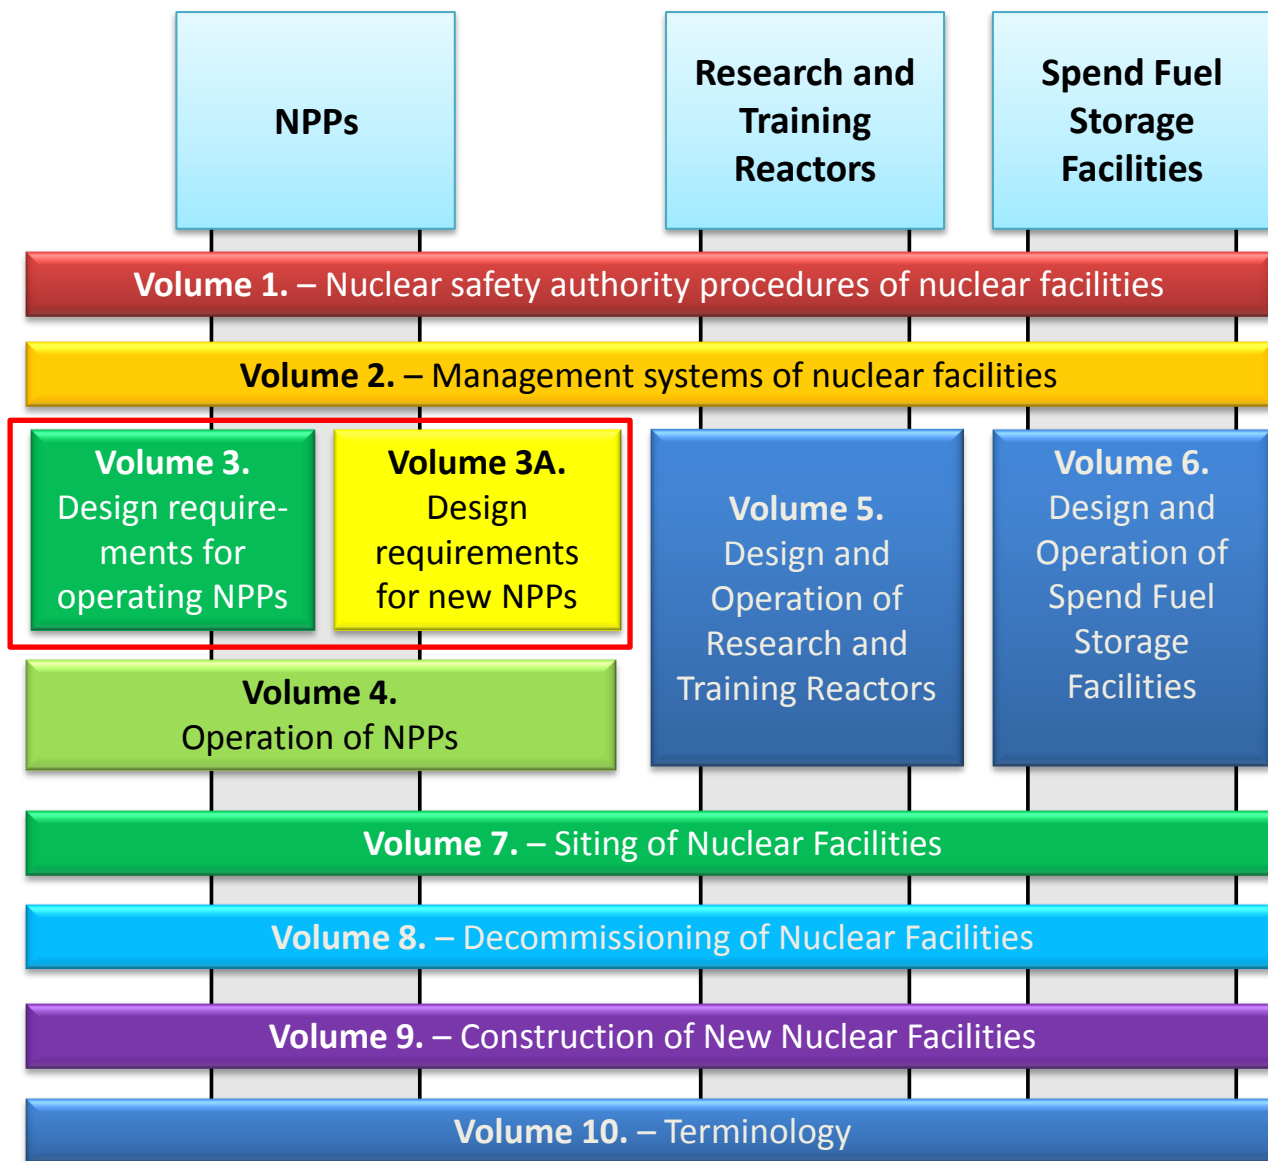 NPPs
Research and
Training
Reactors
Spend Fuel
Storage
Facilities
Volume 1. – Nuclear safety authority procedures of nuclear facilities
Volume 2. – Management systems of nuclear facilities
Volume 3.
Design require-
ments for
operating NPPs
Volume 3A.
Design
requirements
for new NPPs
Volume 4.
Operation of NPPs
Volume 5.
Design and
Operation of
Research and
Training Reactors
Volume 6.
Design and
Operation of
Spend Fuel
Storage
Facilities
Volume 7. – Siting of Nuclear Facilities
Volume 8. – Decommissioning of Nuclear Facilities
Volume 9. – Construction of New Nuclear Facilities
Volume 10. – Terminology